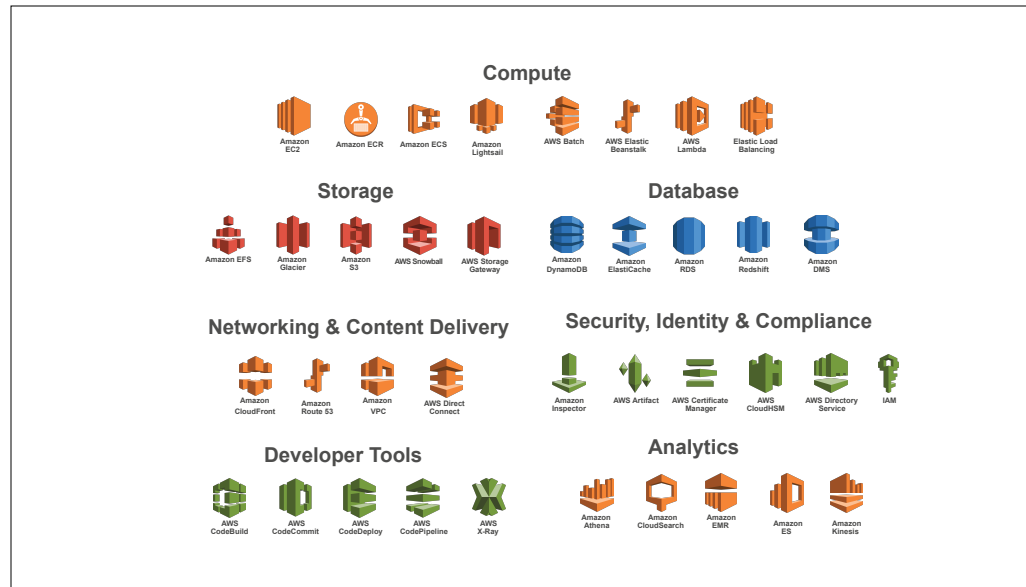 Compute
Amazon
EC2
Amazon ECR
Amazon ECS
Amazon
Lightsail
AWS Batch
AWS Elastic
Beanstalk
AWS
Lambda
Elastic Load
Balancing
Storage
Database
Amazon EFS
Amazon
Glacier
Amazon
S3
AWS Snowball
AWS Storage
Gateway
Amazon
DynamoDB
Amazon
ElastiCache
Amazon
RDS
Amazon
Redshift
Amazon
DMS
Networking & Content Delivery
Security, Identity & Compliance
Amazon
CloudFront
Amazon
Route 53
Amazon
VPC
AWS Direct
Connect
Amazon
Inspector
AWS Artifact
AWS Certificate
Manager
AWS
CloudHSM
AWS Directory
Service
IAM
Developer Tools
Analytics
AWS
CodeBuild
AWS
CodeCommit
AWS
CodeDeploy
AWS
CodePipeline
AWS
X-Ray
Amazon
Athena
Amazon
CloudSearch
Amazon
EMR
Amazon
ES
Amazon
Kinesis